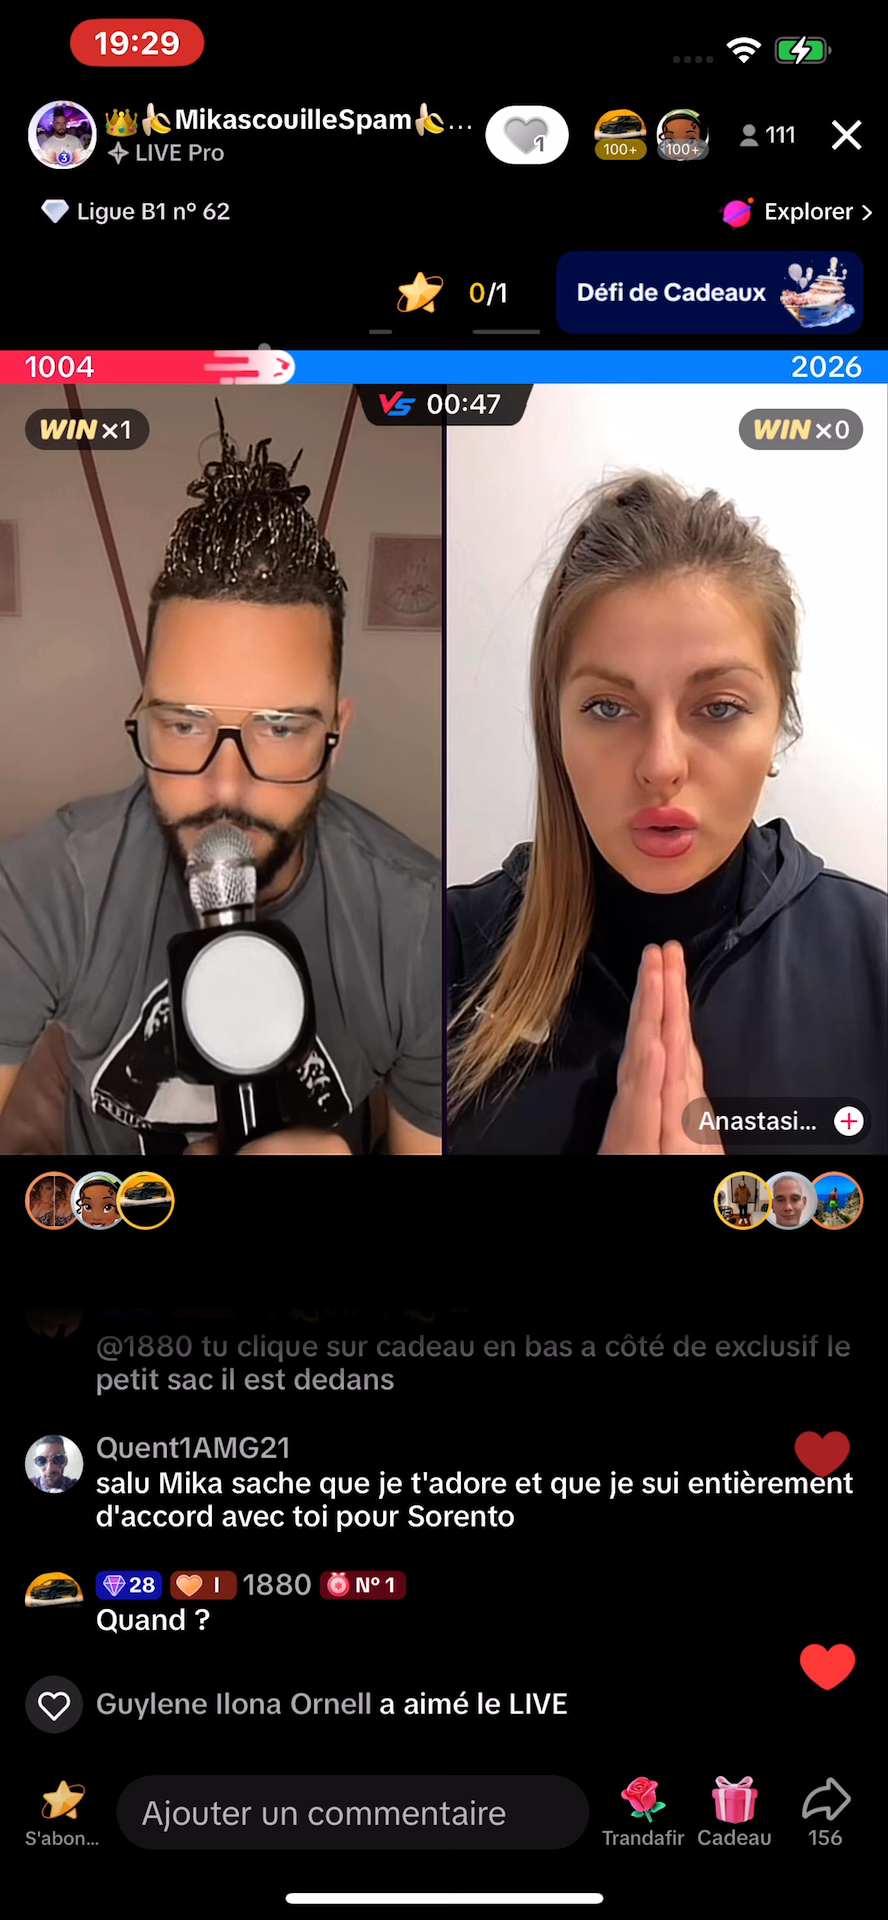 19:29
👑🍌MikascouilleSpam🍌...
LIVE Pro
1
100+
100+
111
3
Ligue B1 nº 62
Explorer >
0/1
Défi de Cadeaux
1004
2026
VS 00:47
WIN x1
WIN x0
Anastasi...
@1880 tu clique sur cadeau en bas a côté de exclusif le
petit sac il est dedans
Quent1AMG21
salu Mika sache que je t'adore et que je sui entièrement
d'accord avec toi pour Sorento
28 I 1880 Nº 1
Quand ?
Guylene Ilona Ornell a aimé le LIVE
Ajouter un commentaire
S'abon...
Trandafir
Cadeau
156